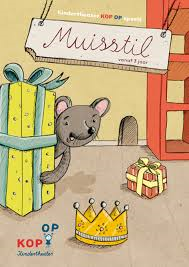 Kindertheater KOP OP speelt
Muisstil
vanaf 3 jaar
OP
KOP
Kindertheater